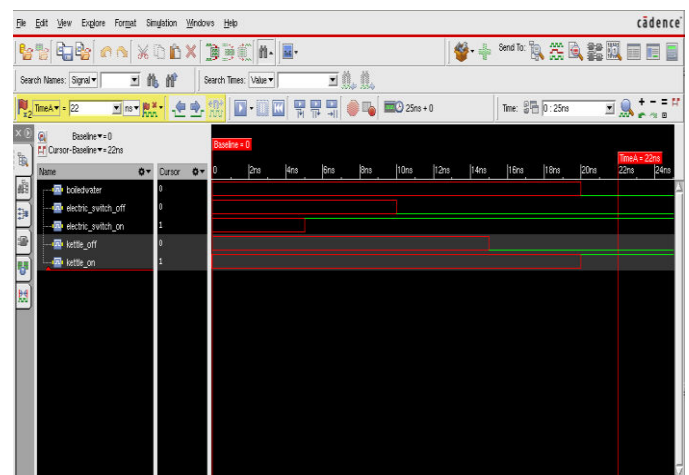 File Edit View Explore Format Simulation Windows Help cādence
Send To:
Search Names: Signal Search Times: Value
x2 TimeA = 22 ns 25ns + 0 Time: 0 : 25ns
Baseline = 0
Cursor-Baseline = 22ns
Baseline = 0
TimeA = 22ns
Name Cursor 0 2ns 4ns 6ns 8ns 10ns 12ns 14ns 16ns 18ns 20ns 22ns 24ns
boiledwater 0
electric_switch_off 0
electric_switch_on 1
kettle_off 0
kettle_on 1